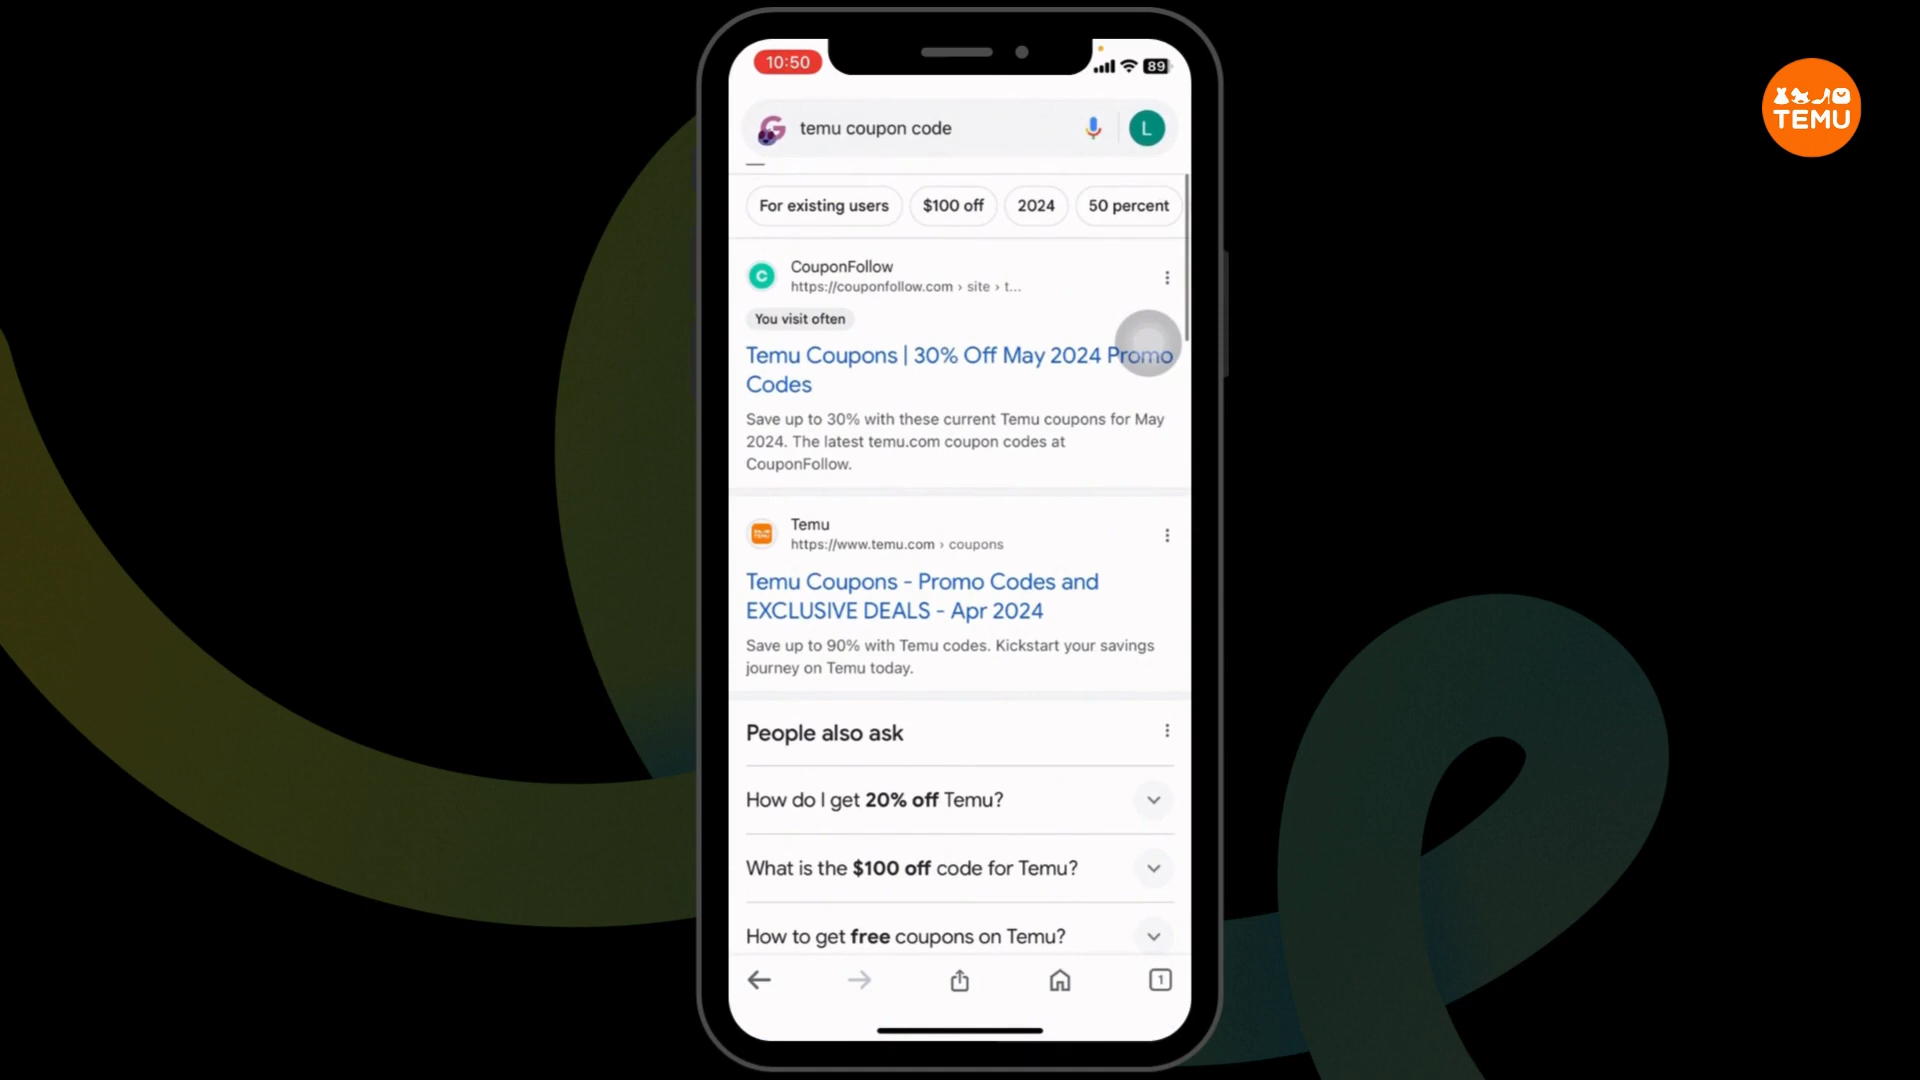 10:50
89
TEMU
temu coupon code
L
For existing users
$100 off
2024
50 percent
C
CouponFollow
https://couponfollow.com › site › t...
You visit often
Temu Coupons | 30% Off May 2024 Promo
Codes
Save up to 30% with these current Temu coupons for May
2024. The latest temu.com coupon codes at
CouponFollow.
Temu
https://www.temu.com › coupons
Temu Coupons - Promo Codes and
EXCLUSIVE DEALS - Apr 2024
Save up to 90% with Temu codes. Kickstart your savings
journey on Temu today.
People also ask
How do I get 20% off Temu?
What is the $100 off code for Temu?
How to get free coupons on Temu?
1